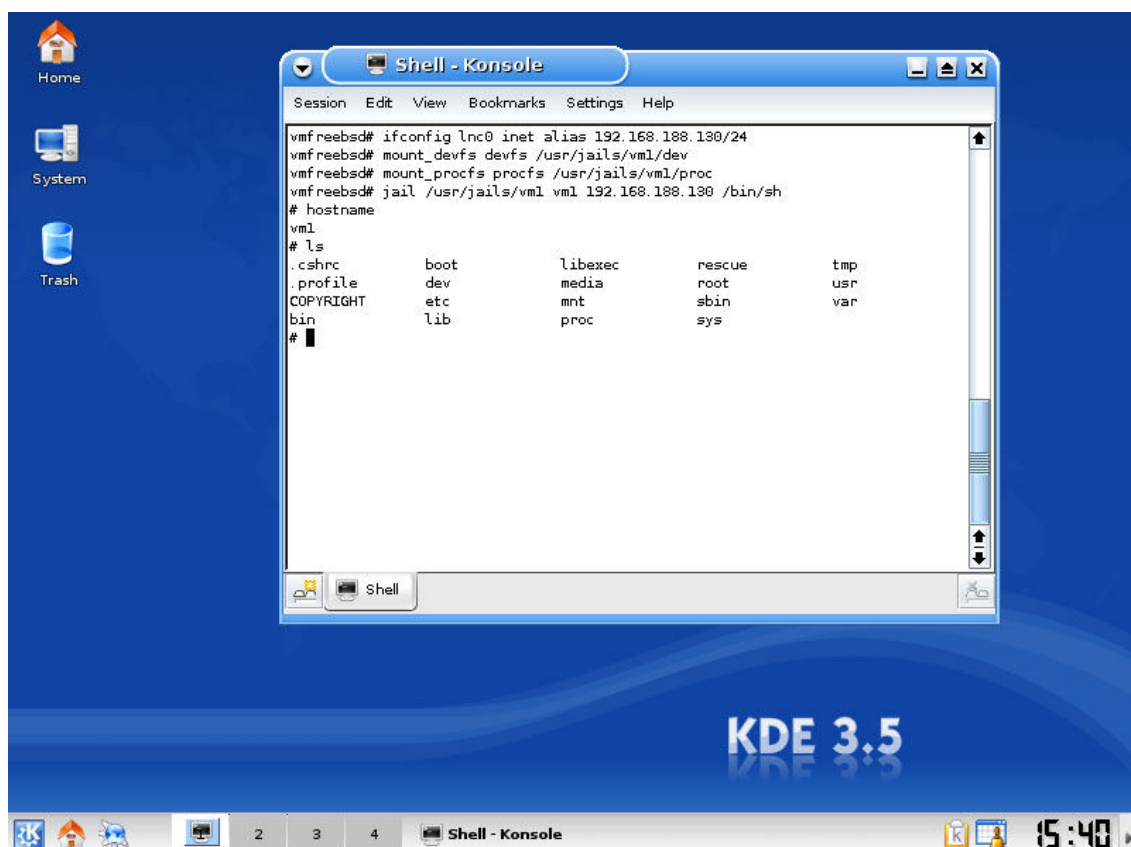 Home
System
Trash
Shell - Konsole
Session Edit View Bookmarks Settings Help
vmfreebsd# ifconfig lnc0 inet alias 192.168.188.130/24
vmfreebsd# mount_devfs devfs /usr/jails/vm1/dev
vmfreebsd# mount_procfs procfs /usr/jails/vm1/proc
vmfreebsd# jail /usr/jails/vm1 vm1 192.168.188.130 /bin/sh
# hostname
vm1
# ls
.cshrc boot libexec rescue tmp
.profile dev media root usr
COPYRIGHT etc mnt sbin var
bin lib proc sys
#
Shell
KDE 3.5
2 3 4 Shell - Konsole 15:40